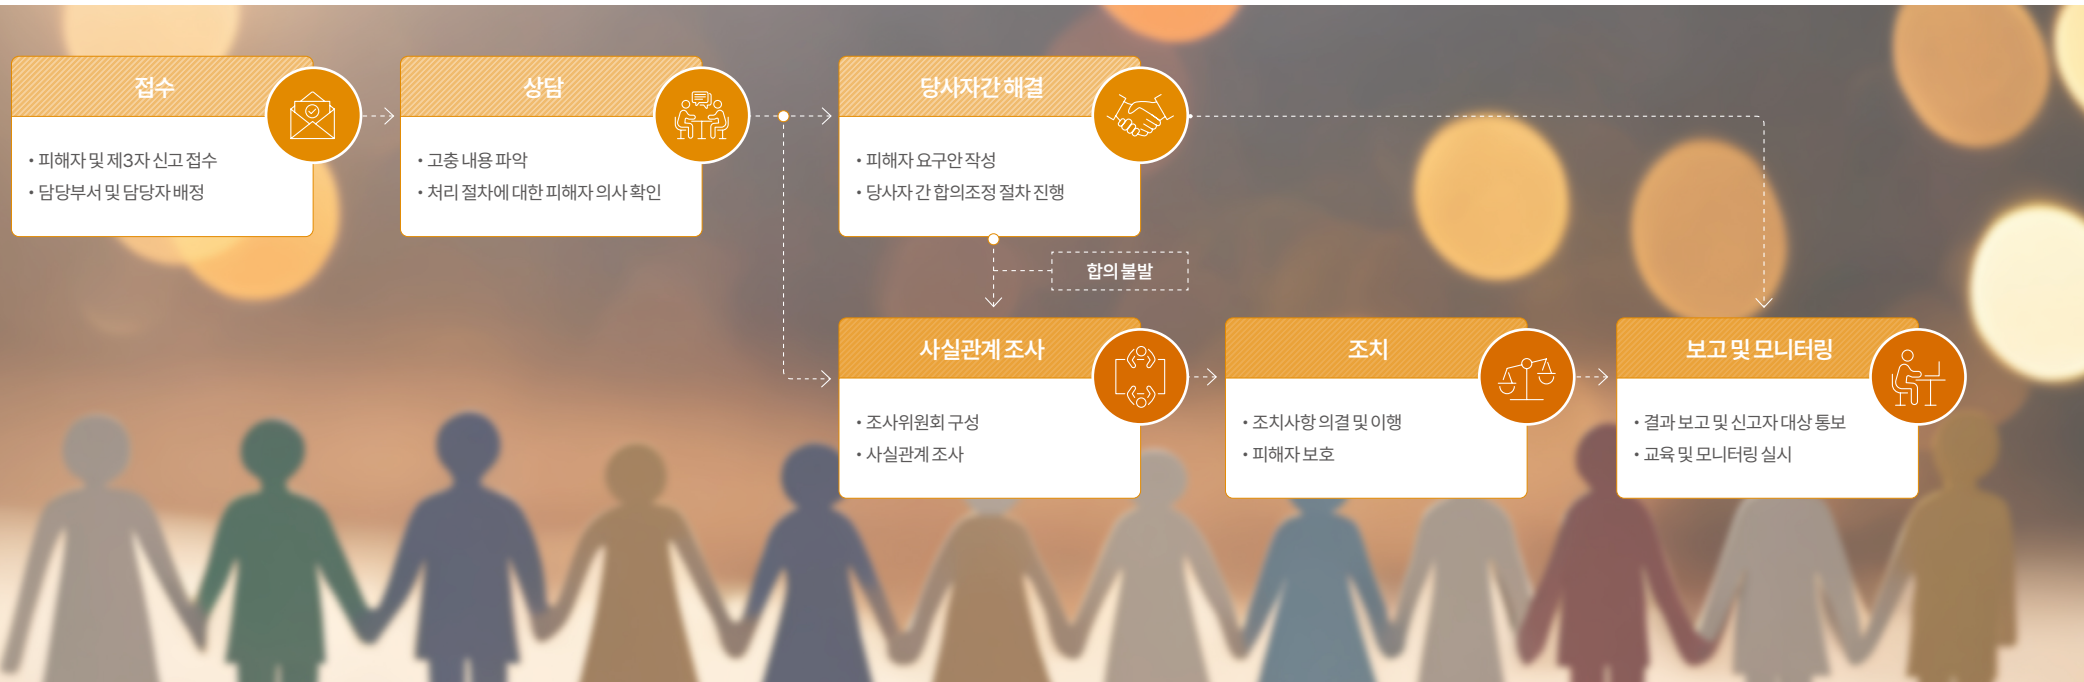 접수
• 피해자 및 제3자 신고 접수
• 담당부서 및 담당자 배정
상담
• 고충 내용 파악
• 처리 절차에 대한 피해자 의사 확인
당사자간 해결
• 피해자 요구안 작성
• 당사자 간 합의조정 절차 진행
합의 불발
사실관계 조사
• 조사위원회 구성
• 사실관계 조사
조치
• 조치사항 의결 및 이행
• 피해자 보호
보고 및 모니터링
• 결과 보고 및 신고자 대상 통보
• 교육 및 모니터링 실시